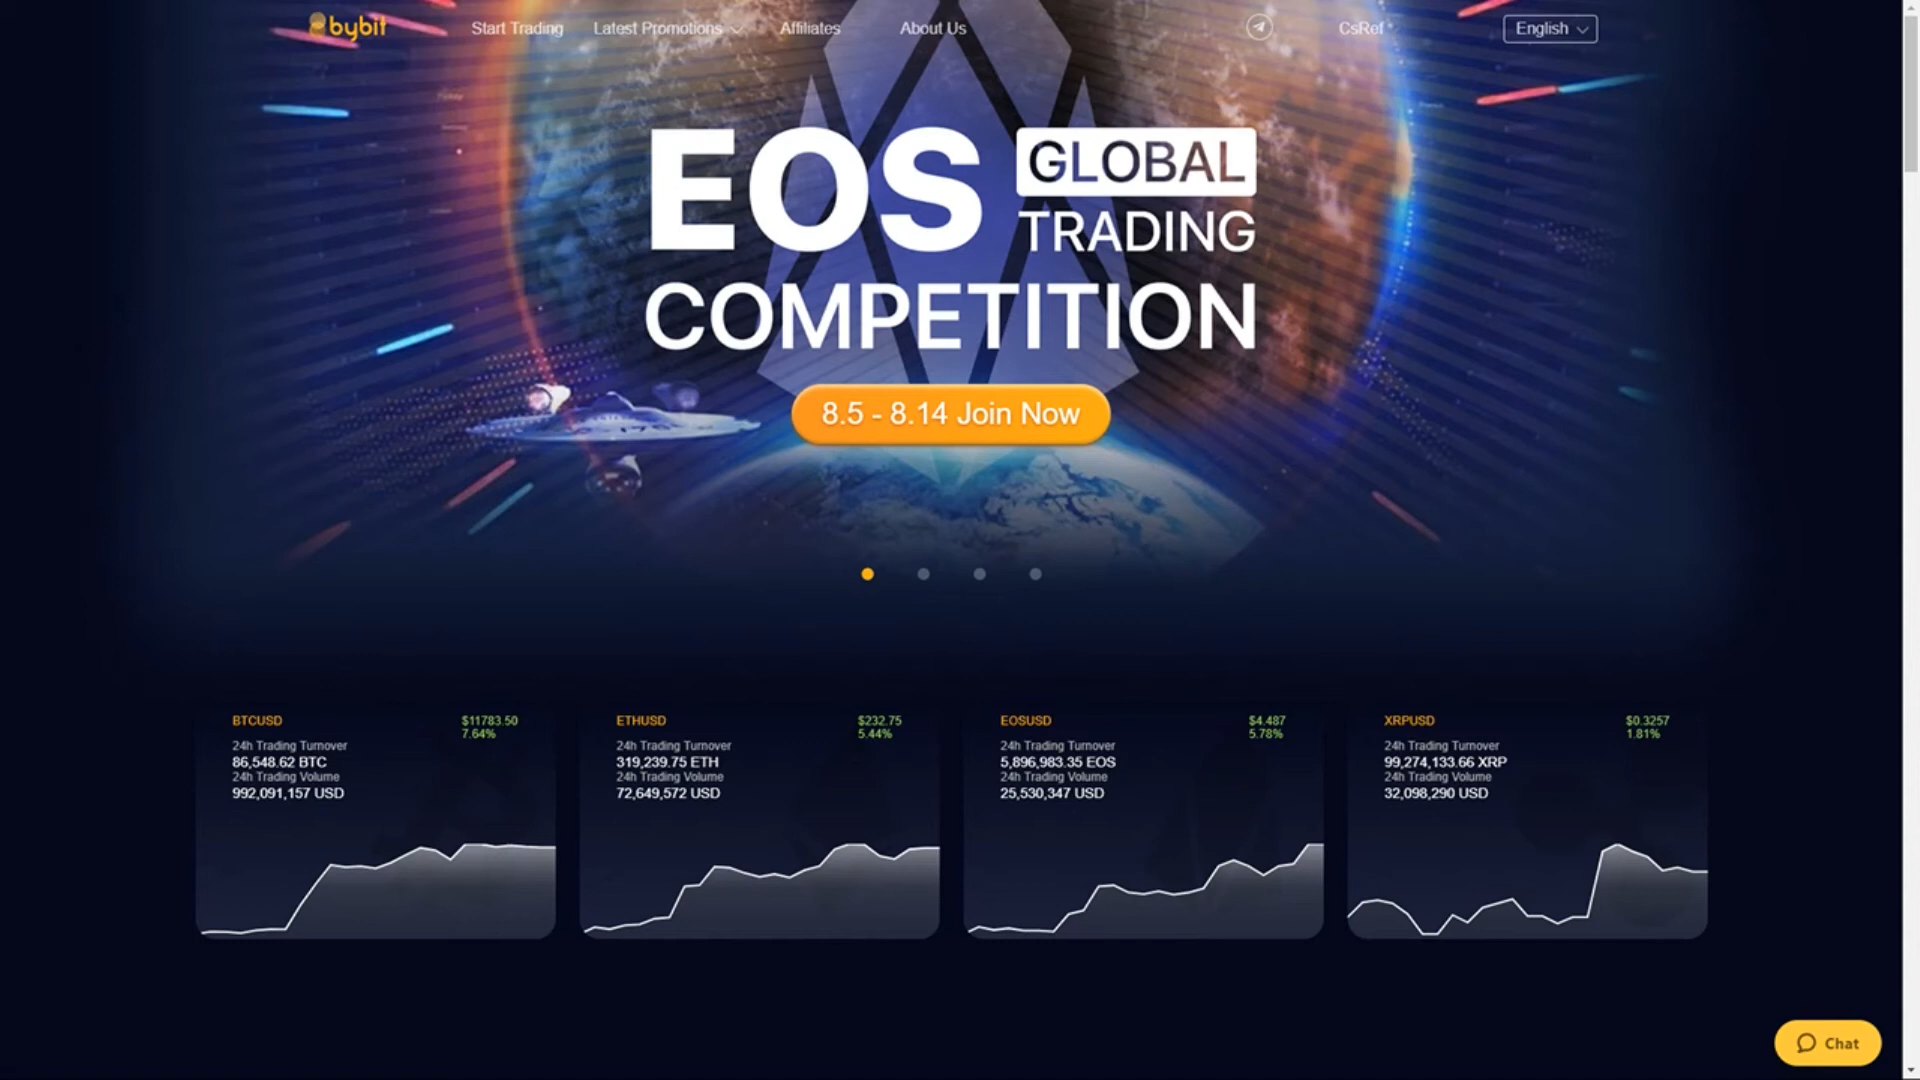 bybit
Start Trading
Latest Promotions
Affiliates
About Us
CsRef
English
EOS GLOBAL
TRADING
COMPETITION
8.5 - 8.14 Join Now
BTCUSD
$11783.50
7.64%
24h Trading Turnover
86,548.62 BTC
24h Trading Volume
992,091,157 USD
ETHUSD
$232.75
5.44%
24h Trading Turnover
319,239.75 ETH
24h Trading Volume
72,649,572 USD
EOSUSD
$4.487
5.78%
24h Trading Turnover
5,896,983.35 EOS
24h Trading Volume
25,530,347 USD
XRPUSD
$0.3257
1.81%
24h Trading Turnover
99,274,133.66 XRP
24h Trading Volume
32,098,290 USD
Chat